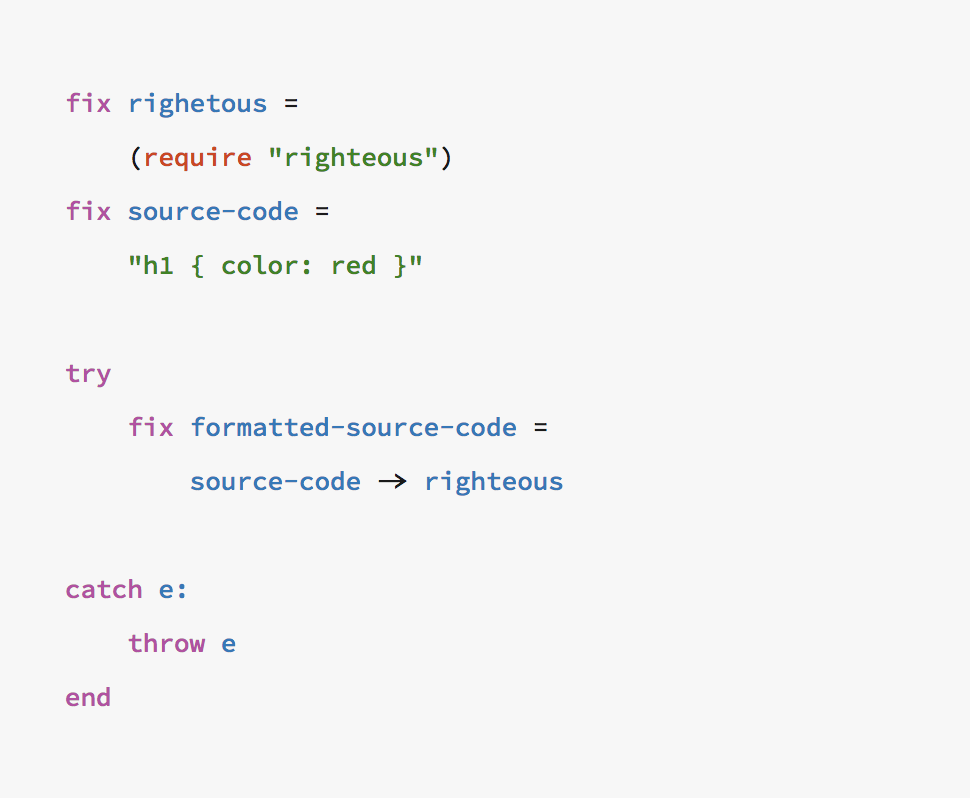 fix righetous =
(require "righteous")
fix source-code =
"h1 { color: red }"
try
fix formatted-source-code =
source-code → righteous
catch e:
throw e
end